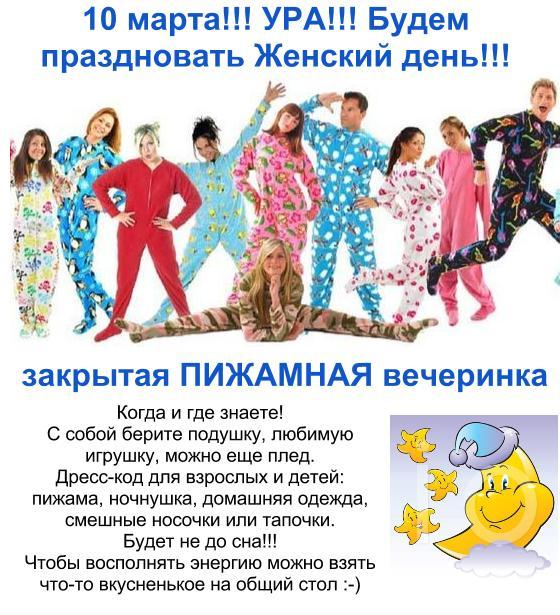 10 марта!!! УРА!!! Будем
праздновать Женский день!!!
закрытая ПИЖАМНАЯ вечеринка
Когда и где знаете!
С собой берите подушку, любимую
игрушку, можно еще плед.
Дресс-код для взрослых и детей:
пижама, ночнушка, домашняя одежда,
смешные носочки или тапочки.
Будет не до сна!!!
Чтобы восполнять энергию можно взять
что-то вкусненькое на общий стол :-)